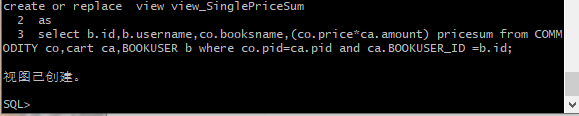 create or replace  view view_SinglePriceSum
  2  as
  3  select b.id,b.username,co.booksname,(co.price*ca.amount) pricesum from COMM
ODITY co,cart ca,BOOKUSER b where co.pid=ca.pid and ca.BOOKUSER_ID =b.id;
视图已创建。
SQL>